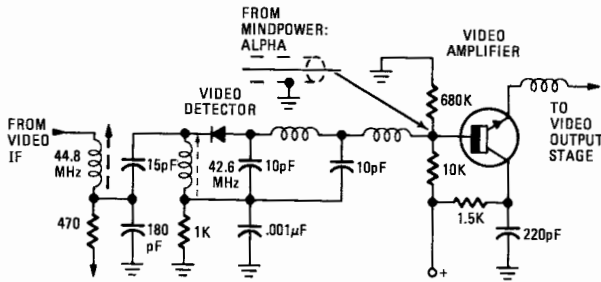 FROM
MINDPOWER:
ALPHA
VIDEO
AMPLIFIER
VIDEO
DETECTOR
680K
TO
VIDEO
OUTPUT
STAGE
FROM
VIDEO
IF
44.8
MHz
15pF
42.6
MHz
10pF
10pF
10K
1.5K
470
180
pF
1K
.001µF
220pF
+